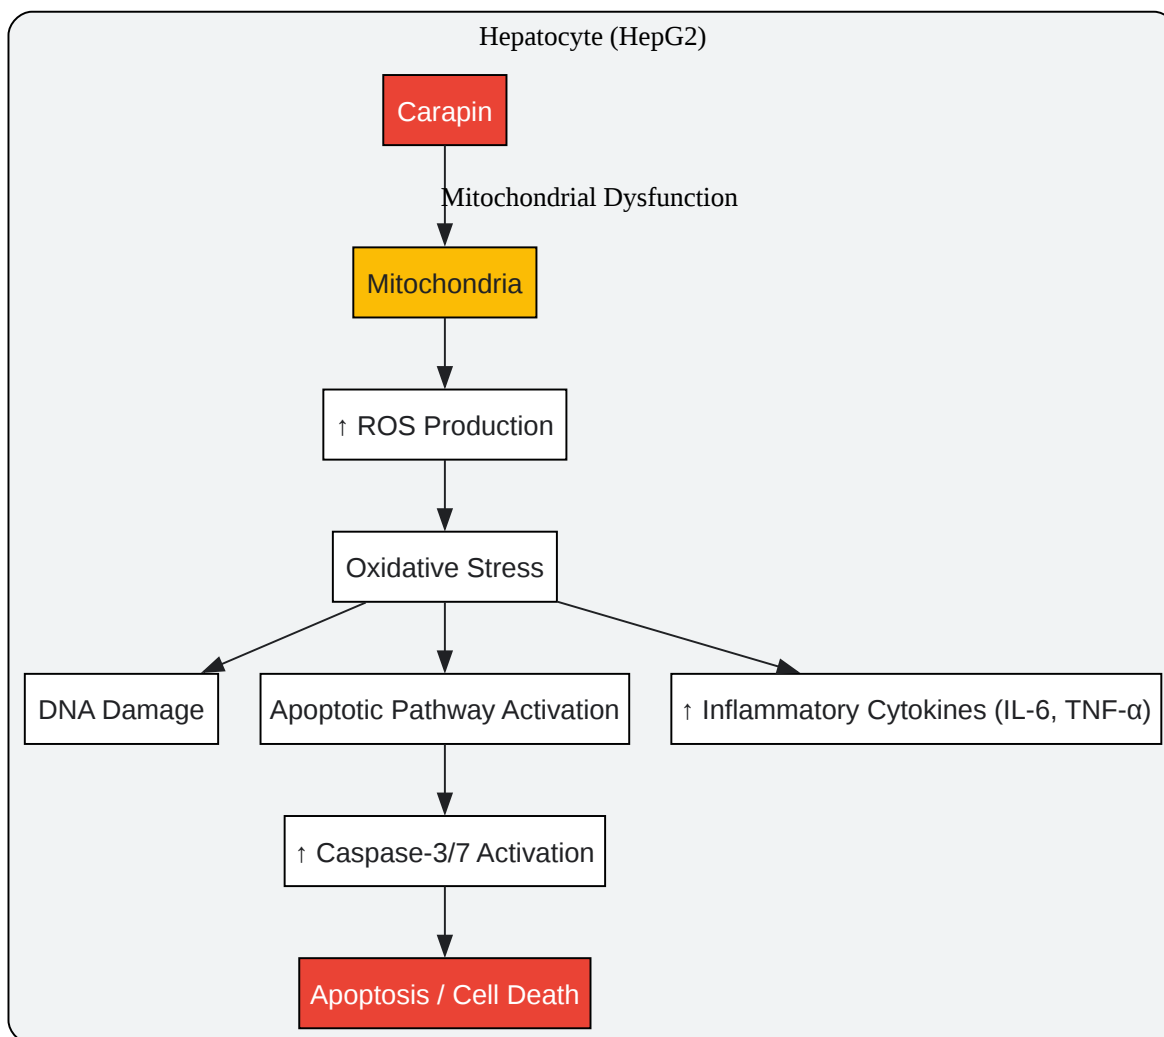 Hepatocyte (HepG2)
Carapin
Mitochondrial Dysfunction
Mitochondria
↑ ROS Production
Oxidative Stress
DNA Damage
Apoptotic Pathway Activation
↑ Inflammatory Cytokines (IL-6, TNF-α)
↑ Caspase-3/7 Activation
Apoptosis / Cell Death